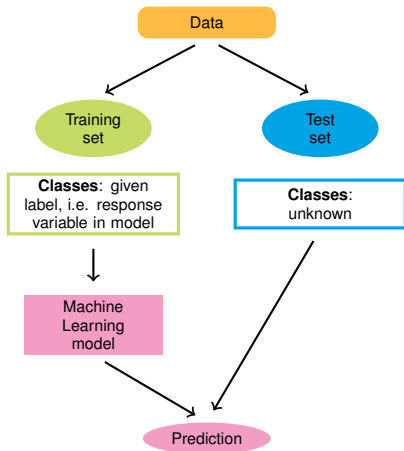 Data
Training
set
Test
set
Classes: given
label, i.e. response
variable in model
Classes:
unknown
Machine
Learning
model
Prediction